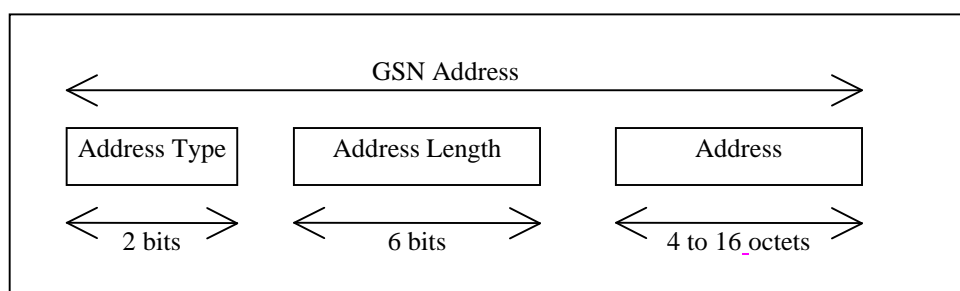 GSN Address
Address Type Address Length Address
2 bits 6 bits 4 to 16 octets